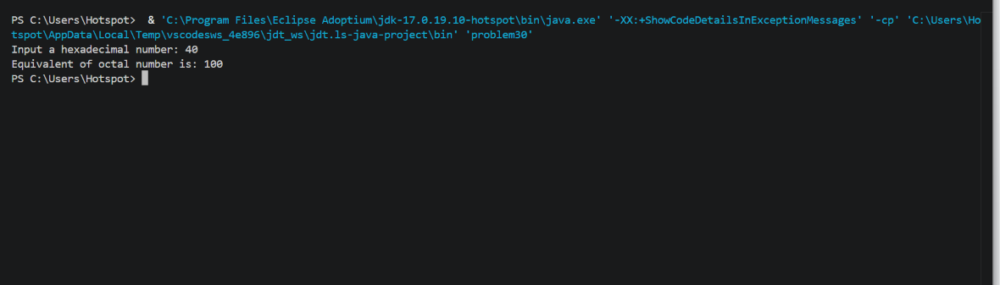 PS C:\Users\Hotspot>  & 'C:\Program Files\Eclipse Adoptium\jdk-17.0.19.10-hotspot\bin\java.exe' '-XX:+ShowCodeDetailsInExceptionMessages' '-cp' 'C:\Users\Ho
tspot\AppData\Local\Temp\vscodesws_4e896\jdt_ws\jdt.ls-java-project\bin' 'problem30'
Input a hexadecimal number: 40
Equivalent of octal number is: 100
PS C:\Users\Hotspot>